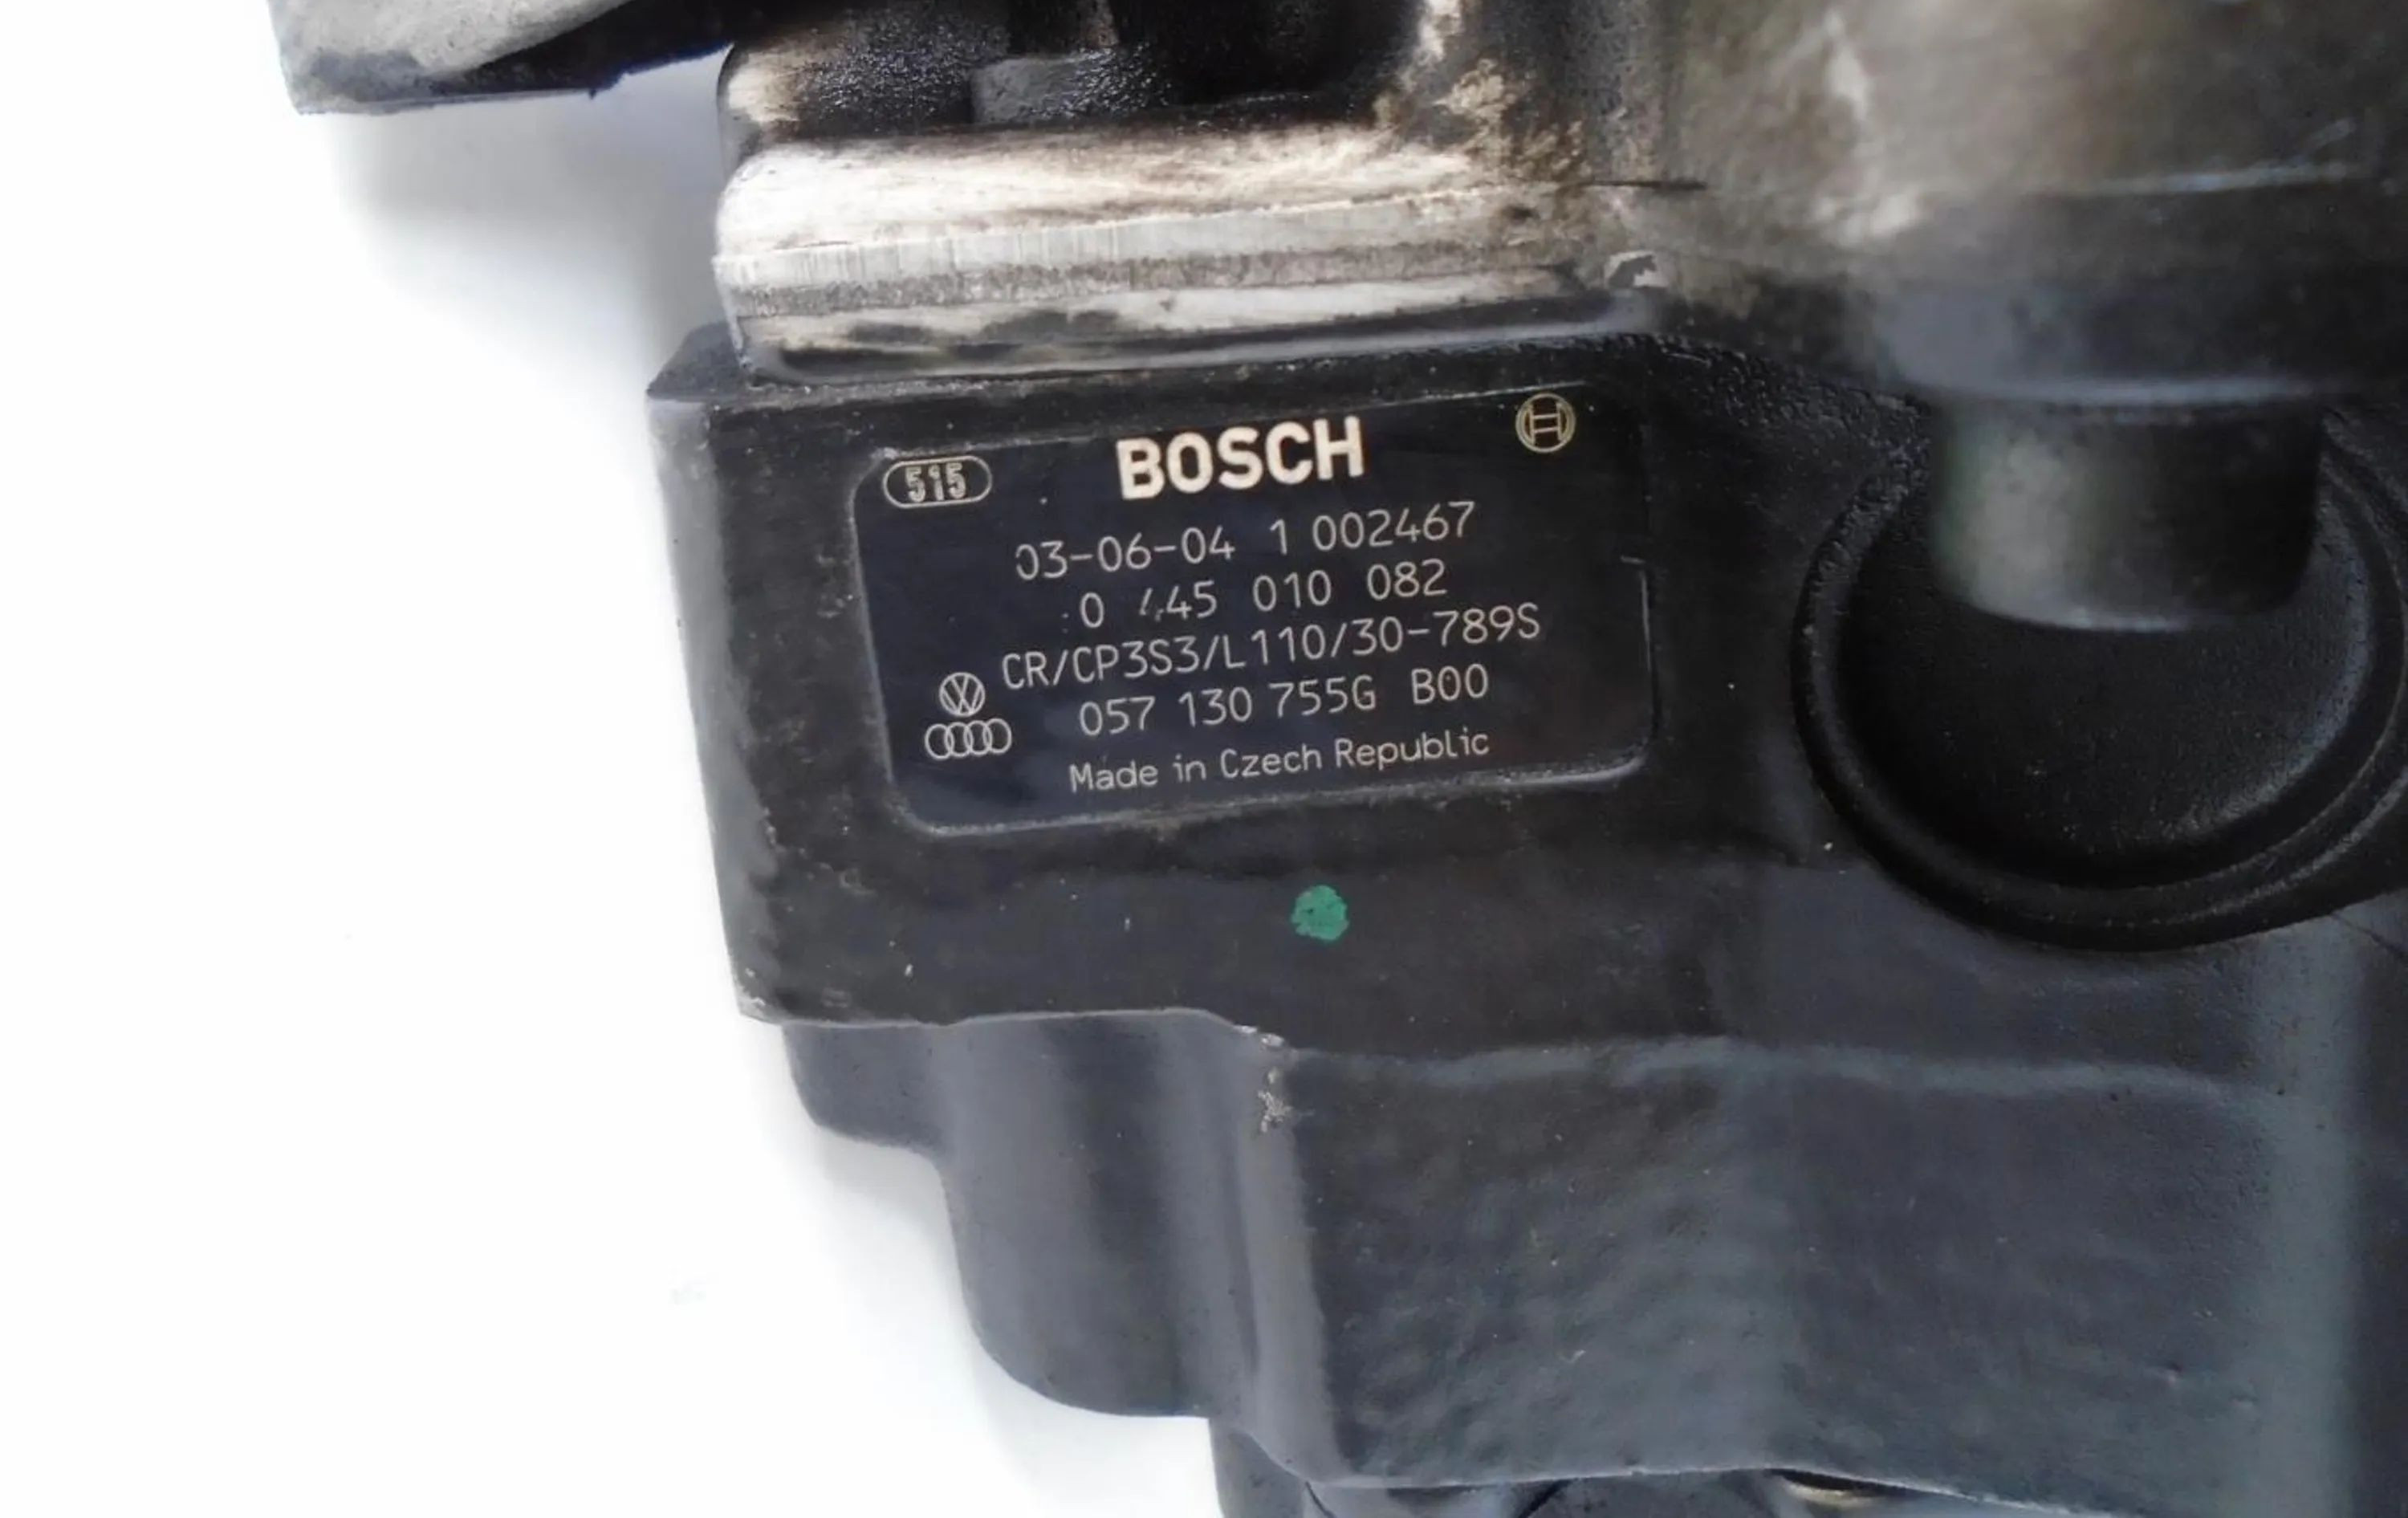 515
BOSCH
03-06-04 1 002467
0 445 010 082
CR/CP3S3/L110/30-789S
057 130 755G B00
Made in Czech Republic